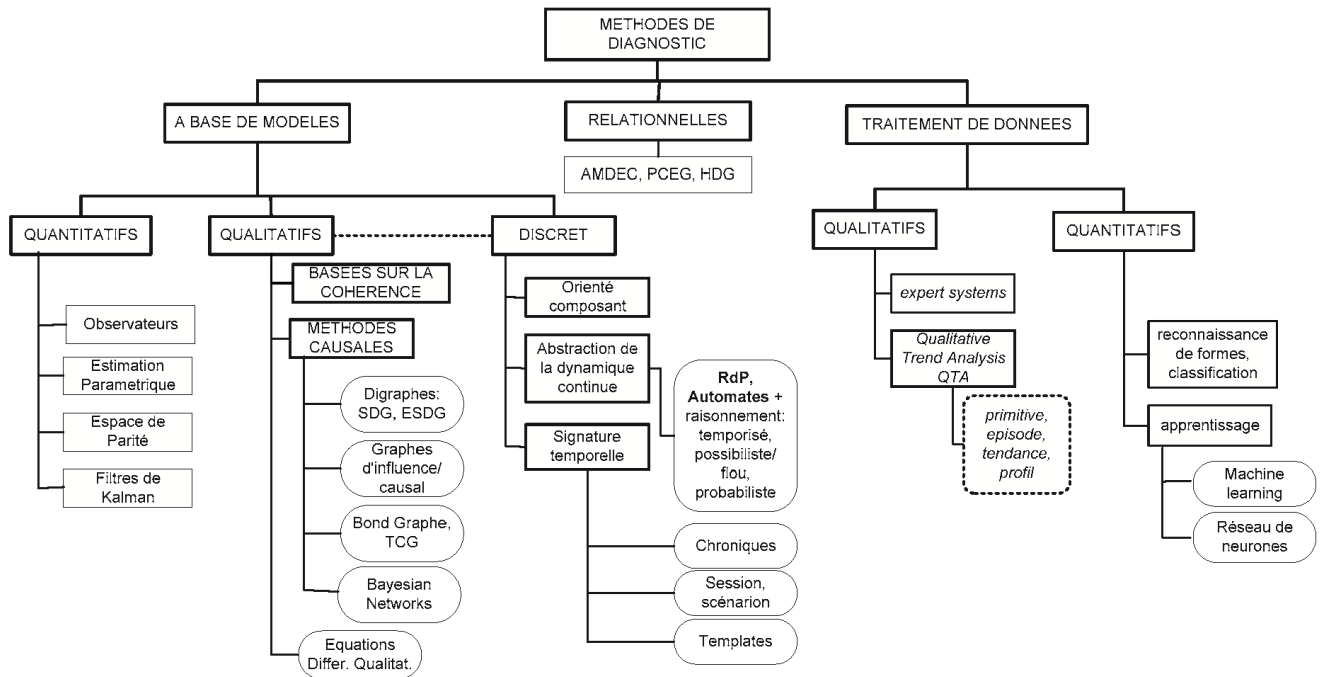 METHODES DE
DIAGNOSTIC
A BASE DE MODELES
RELATIONNELLES
TRAITEMENT DE DONNEES
AMDEC, PCEG, HDG
QUANTITATIFS
QUALITATIFS
DISCRET
QUALITATIFS
QUANTITATIFS
Observateurs
Estimation
Parametrique
Espace de
Parité
Filtres de
Kalman
BASEES SUR LA
COHERENCE
METHODES
CAUSALES
Digraphes:
SDG, ESDG
Graphes
d'influence/
causal
Bond Graphe,
TCG
Bayesian
Networks
Equations
Differ. Qualitat.
Orienté
composant
Abstraction de
la dynamique
continue
RdP,
Automates +
raisonnement:
temporisé,
possibiliste/
flou,
probabiliste
Signature
temporelle
Chroniques
Session,
scénarion
Templates
expert systems
Qualitative
Trend Analysis
QTA
primitive,
episode,
tendance,
profil
reconnaissance
de formes,
classification
apprentissage
Machine
learning
Réseau de
neurones